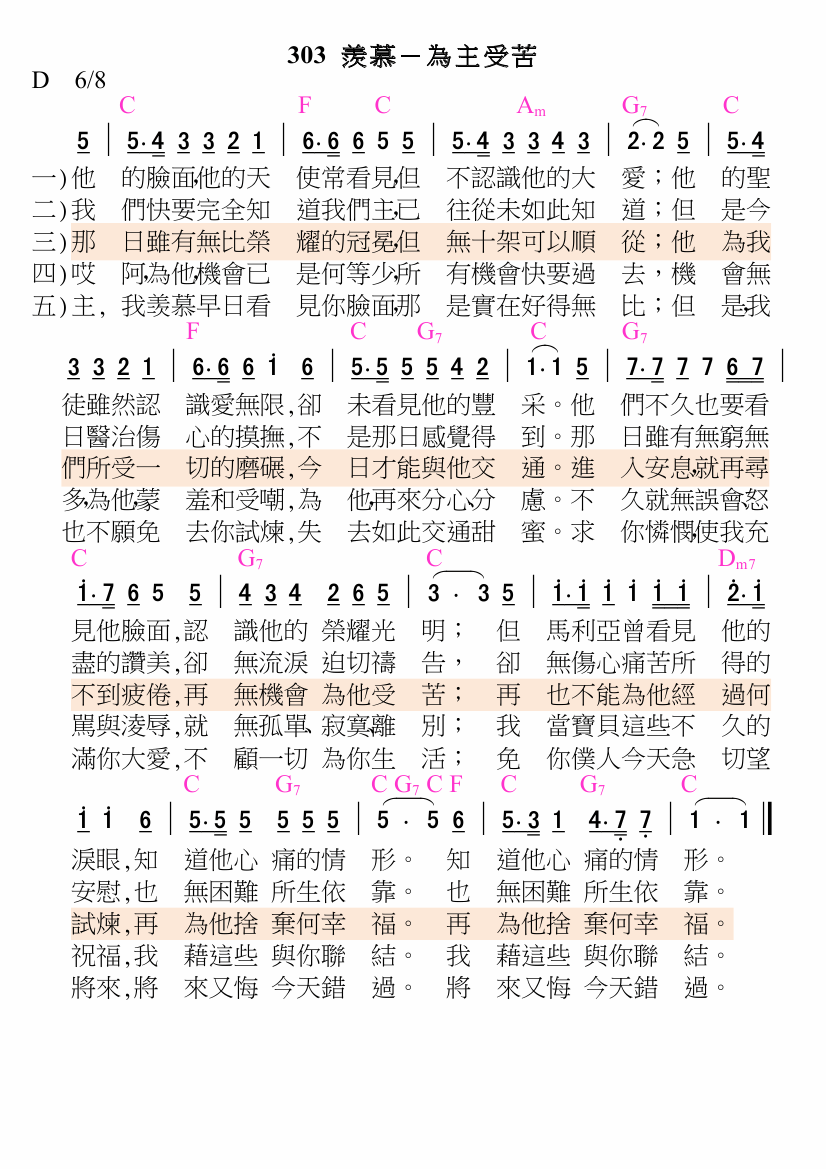 303 羨慕－為主受苦
D 6/8
C F C Am G7 C
5 | 5·4 3 3 2 1 | 6·6 6 5 5 | 5·4 3 3 4 3 | 2·2 5 | 5·4
一)他 的臉面,他的天 使常看見,但 不認識他的大 愛；他 的聖
二)我 們快要完全知 道我們主,已 往從未如此知 道；但 是今
三)那 日雖有無比榮 耀的冠冕,但 無十架可以順 從；他 為我
四)哎 阿,為他,機會已 是何等少,所 有機會快要過 去，機 會無
五)主, 我羨慕早日看 見你臉面,那 是實在好得無 比；但 是,我
F C G7 C G7
3 3 2 1 | 6·6 6 i 6 | 5·5 5 5 4 2 | 1·1 5 | 7·7 7 7 6 7 |
徒雖然認 識愛無限,卻 未看見他的豐 采。他 們不久也要看
日醫治傷 心的摸撫,不 是那日感覺得 到。那 日雖有無窮無
們所受一 切的磨碾,今 日才能與他交 通。進 入安息,就再尋
多,為他,蒙 羞和受嘲,為 他,再來分心、分 慮。不 久就無誤會、怒
也不願免 去你試煉,失 去如此交通甜 蜜。求 你憐憫,使我充
C G7 C Dm7
i·7 6 5 5 | 4 3 4 2 6 5 | 3 · 3 5 | i·i i i i i | 2̇·i
見他臉面,認 識他的 榮耀光 明； 但 馬利亞曾看見 他的
盡的讚美,卻 無流淚 迫切禱 告， 卻 無傷心痛苦所 得的
不到疲倦,再 無機會 為他受 苦； 再 也不能為他經 過何
罵與淩辱,就 無孤單、寂寞、離 別； 我 當寶貝這些不 久的
滿你大愛,不 顧一切 為你生 活； 免 你僕人今天急 切望
C G7 C G7 C F C G7 C
i i 6 | 5·5 5 5 5 5 | 5 · 5 6 | 5·3 1 4·7̣ 7̣ | 1 · 1 ‖
淚眼,知 道他心 痛的情 形。 知 道他心 痛的情 形。
安慰,也 無困難 所生依 靠。 也 無困難 所生依 靠。
試煉,再 為他捨 棄何幸 福。再 為他捨 棄何幸 福。
祝福,我 藉這些 與你聯 結。 我 藉這些 與你聯 結。
將來,將 來又悔 今天錯 過。 將 來又悔 今天錯 過。